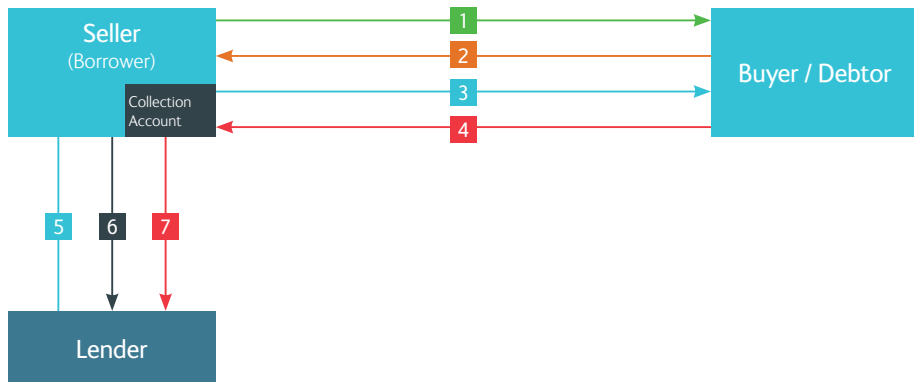 Seller
(Borrower)
Collection
Account
Buyer / Debtor
1
2
3
4
5
6
7
Lender